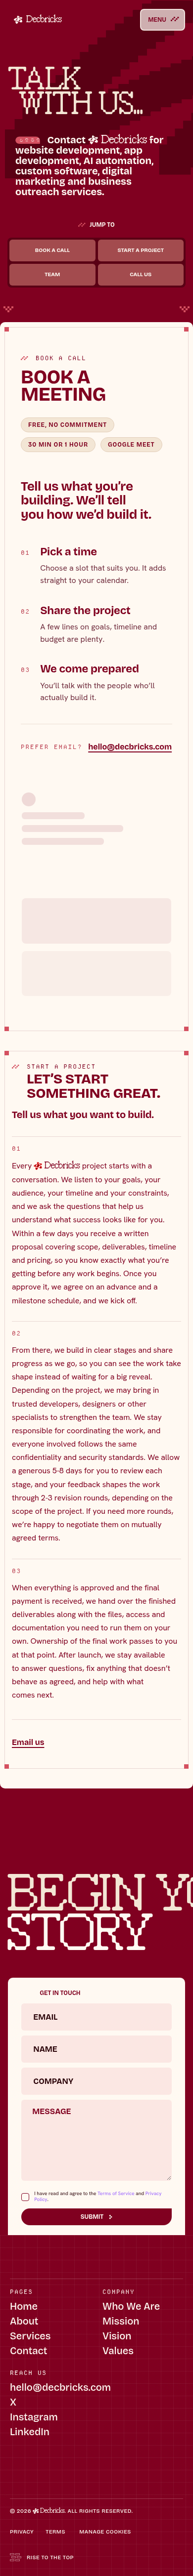 Decbricks
MENU
TALK
WITH US...
Contact Decbricks for
website development, app
development, AI automation,
custom software, digital
marketing and business
outreach services.
JUMP TO
BOOK A CALL
START A PROJECT
TEAM
CALL US
BOOK A CALL
BOOK A
MEETING
FREE, NO COMMITMENT
30 MIN OR 1 HOUR
GOOGLE MEET
Tell us what you're
building. We'll tell
you how we'd build it.
01
Pick a time
Choose a slot that suits you. It adds
straight to your calendar.
02
Share the project
A few lines on goals, timeline and
budget are plenty.
03
We come prepared
You'll talk with the people who'll
actually build it.
PREFER EMAIL? hello@decbricks.com
START A PROJECT
LET'S START
SOMETHING GREAT.
Tell us what you want to build.
01
Every Decbricks project starts with a
conversation. We listen to your goals, your
audience, your timeline and your constraints,
and we ask the questions that help us
understand what success looks like for you.
Within a few days you receive a written
proposal covering scope, deliverables, timeline
and pricing, so you know exactly what you're
getting before any work begins. Once you
approve it, we agree on an advance and a
milestone schedule, and we kick off.
02
From there, we build in clear stages and share
progress as we go, so you can see the work take
shape instead of waiting for a big reveal.
Depending on the project, we may bring in
trusted developers, designers or other
specialists to strengthen the team. We stay
responsible for coordinating the work, and
everyone involved follows the same
confidentiality and security standards. We allow
a generous 5-8 days for you to review each
stage, and your feedback shapes the work
through 2-3 revision rounds, depending on the
scope of the project. If you need more rounds,
we're happy to negotiate them on mutually
agreed terms.
03
When everything is approved and the final
payment is received, we hand over the finished
deliverables along with the files, access and
documentation you need to run them on your
own. Ownership of the final work passes to you
at that point. After launch, we stay available
to answer questions, fix anything that doesn't
behave as agreed, and help with what
comes next.
Email us
BEGIN YO
STORY
GET IN TOUCH
EMAIL
NAME
COMPANY
MESSAGE
I have read and agree to the Terms of Service and Privacy
Policy.
SUBMIT
PAGES
Home
About
Services
Contact
COMPANY
Who We Are
Mission
Vision
Values
REACH US
hello@decbricks.com
X
Instagram
LinkedIn
© 2026 Decbricks. ALL RIGHTS RESERVED.
PRIVACY TERMS MANAGE COOKIES
RISE TO THE TOP